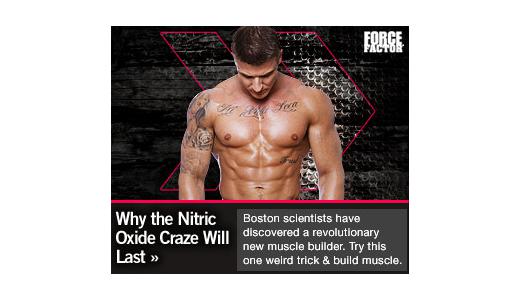 FORCE
FACTOR
Why the Nitric
Oxide Craze Will
Last »
Boston scientists have
discovered a revolutionary
new muscle builder. Try this
one weird trick & build muscle.